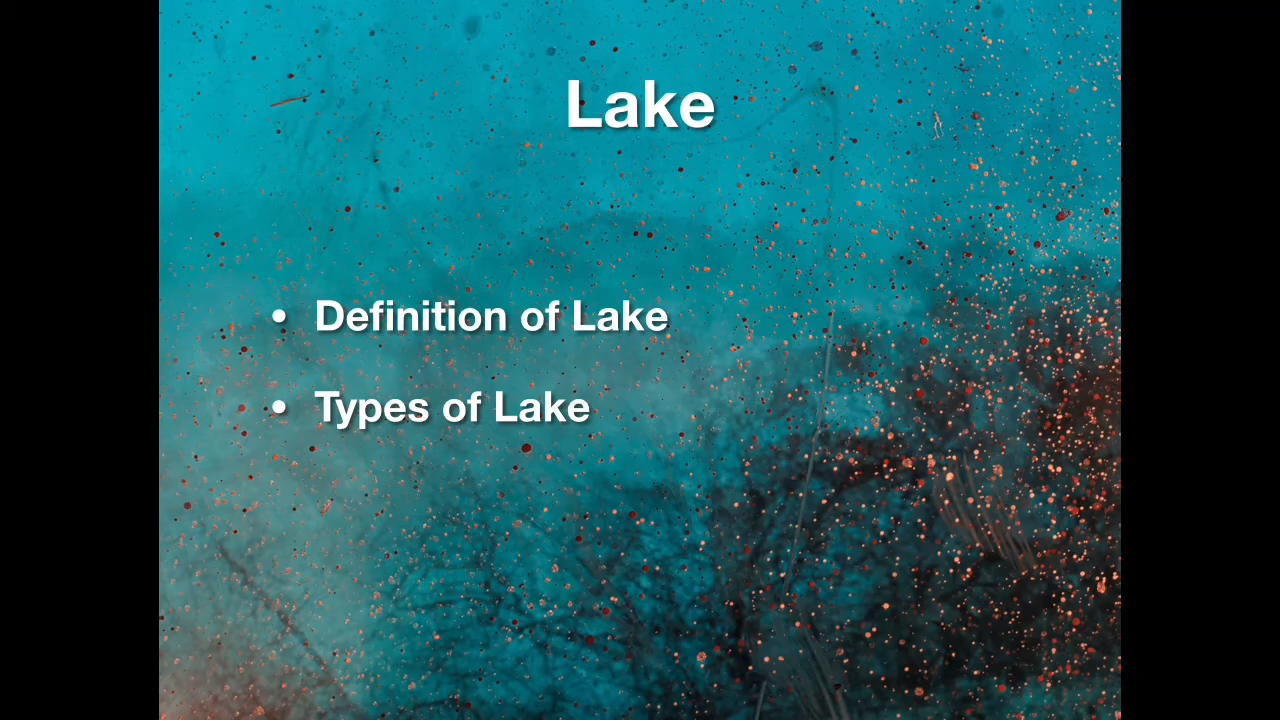 Lake
• Definition of Lake
• Types of Lake